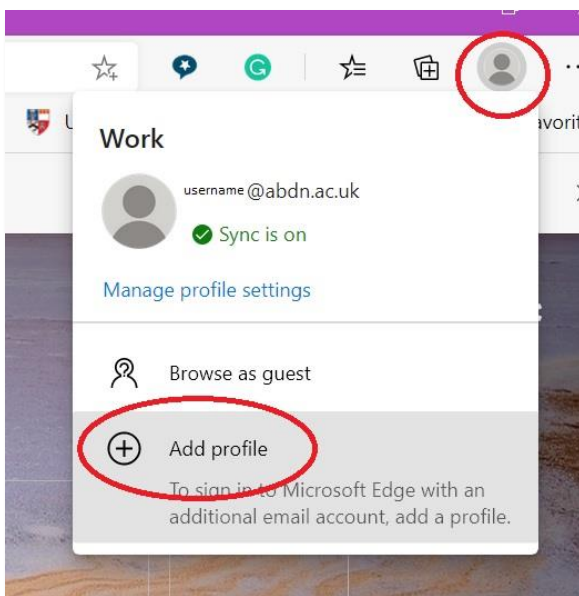 avorit
Work
username @abdn.ac.uk
Sync is on
Manage profile settings
Browse as guest
Add profile
To sign in to Microsoft Edge with an
additional email account, add a profile.